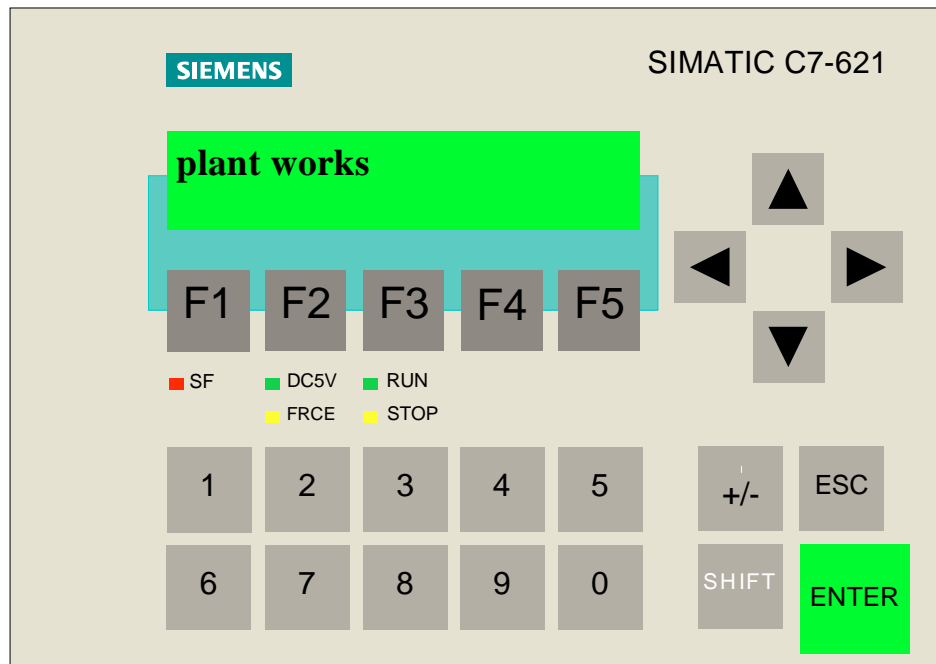 SIEMENS
SIMATIC C7-621
plant works
F1 F2 F3 F4 F5
SF DC5V RUN
FRCE STOP
1 2 3 4 5 +/- ESC
6 7 8 9 0 SHIFT ENTER